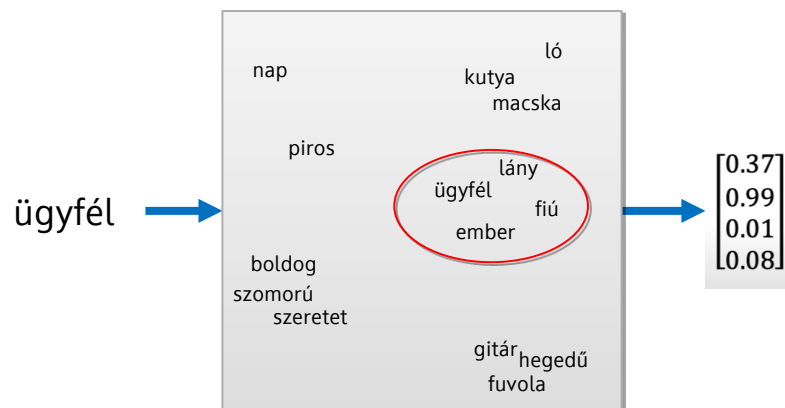 ügyfél
nap
ló
kutya
macska
piros
lány
ügyfél
fiú
ember
boldog
szomorú
szeretet
gitár
hegedű
fuvola
0.37
0.99
0.01
0.08